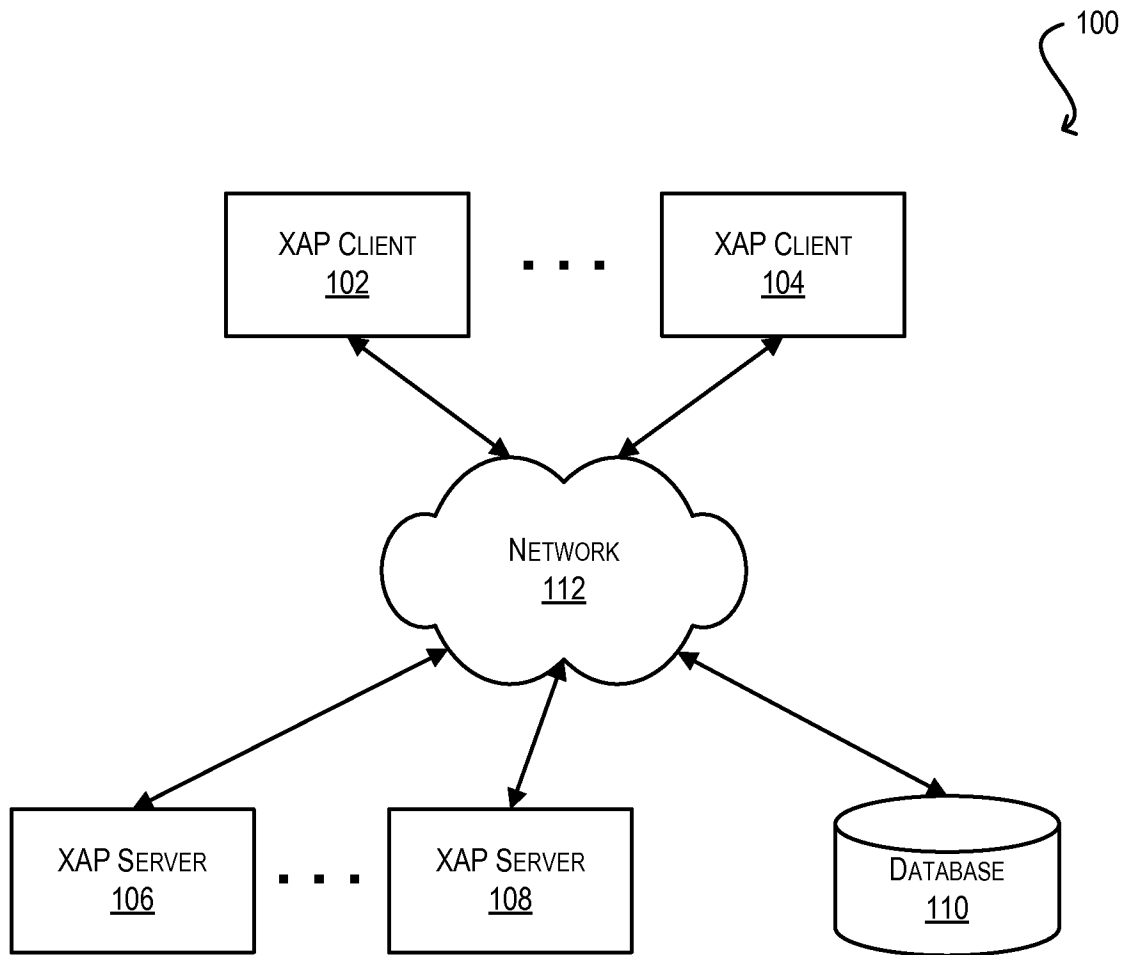 100
XAP CLIENT
102
. . .
XAP CLIENT
104
NETWORK
112
XAP SERVER
106
. . .
XAP SERVER
108
DATABASE
110